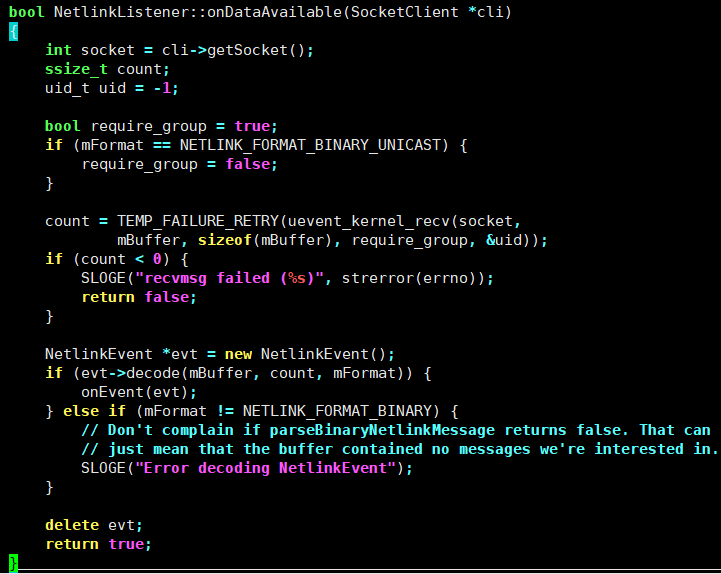 bool NetlinkListener::onDataAvailable(SocketClient *cli)
{
    int socket = cli->getSocket();
    ssize_t count;
    uid_t uid = -1;

    bool require_group = true;
    if (mFormat == NETLINK_FORMAT_BINARY_UNICAST) {
        require_group = false;
    }

    count = TEMP_FAILURE_RETRY(uevent_kernel_recv(socket,
            mBuffer, sizeof(mBuffer), require_group, &uid));
    if (count < 0) {
        SLOGE("recvmsg failed (%s)", strerror(errno));
        return false;
    }

    NetlinkEvent *evt = new NetlinkEvent();
    if (evt->decode(mBuffer, count, mFormat)) {
        onEvent(evt);
    } else if (mFormat != NETLINK_FORMAT_BINARY) {
        // Don't complain if parseBinaryNetlinkMessage returns false. That can
        // just mean that the buffer contained no messages we're interested in.
        SLOGE("Error decoding NetlinkEvent");
    }

    delete evt;
    return true;
}